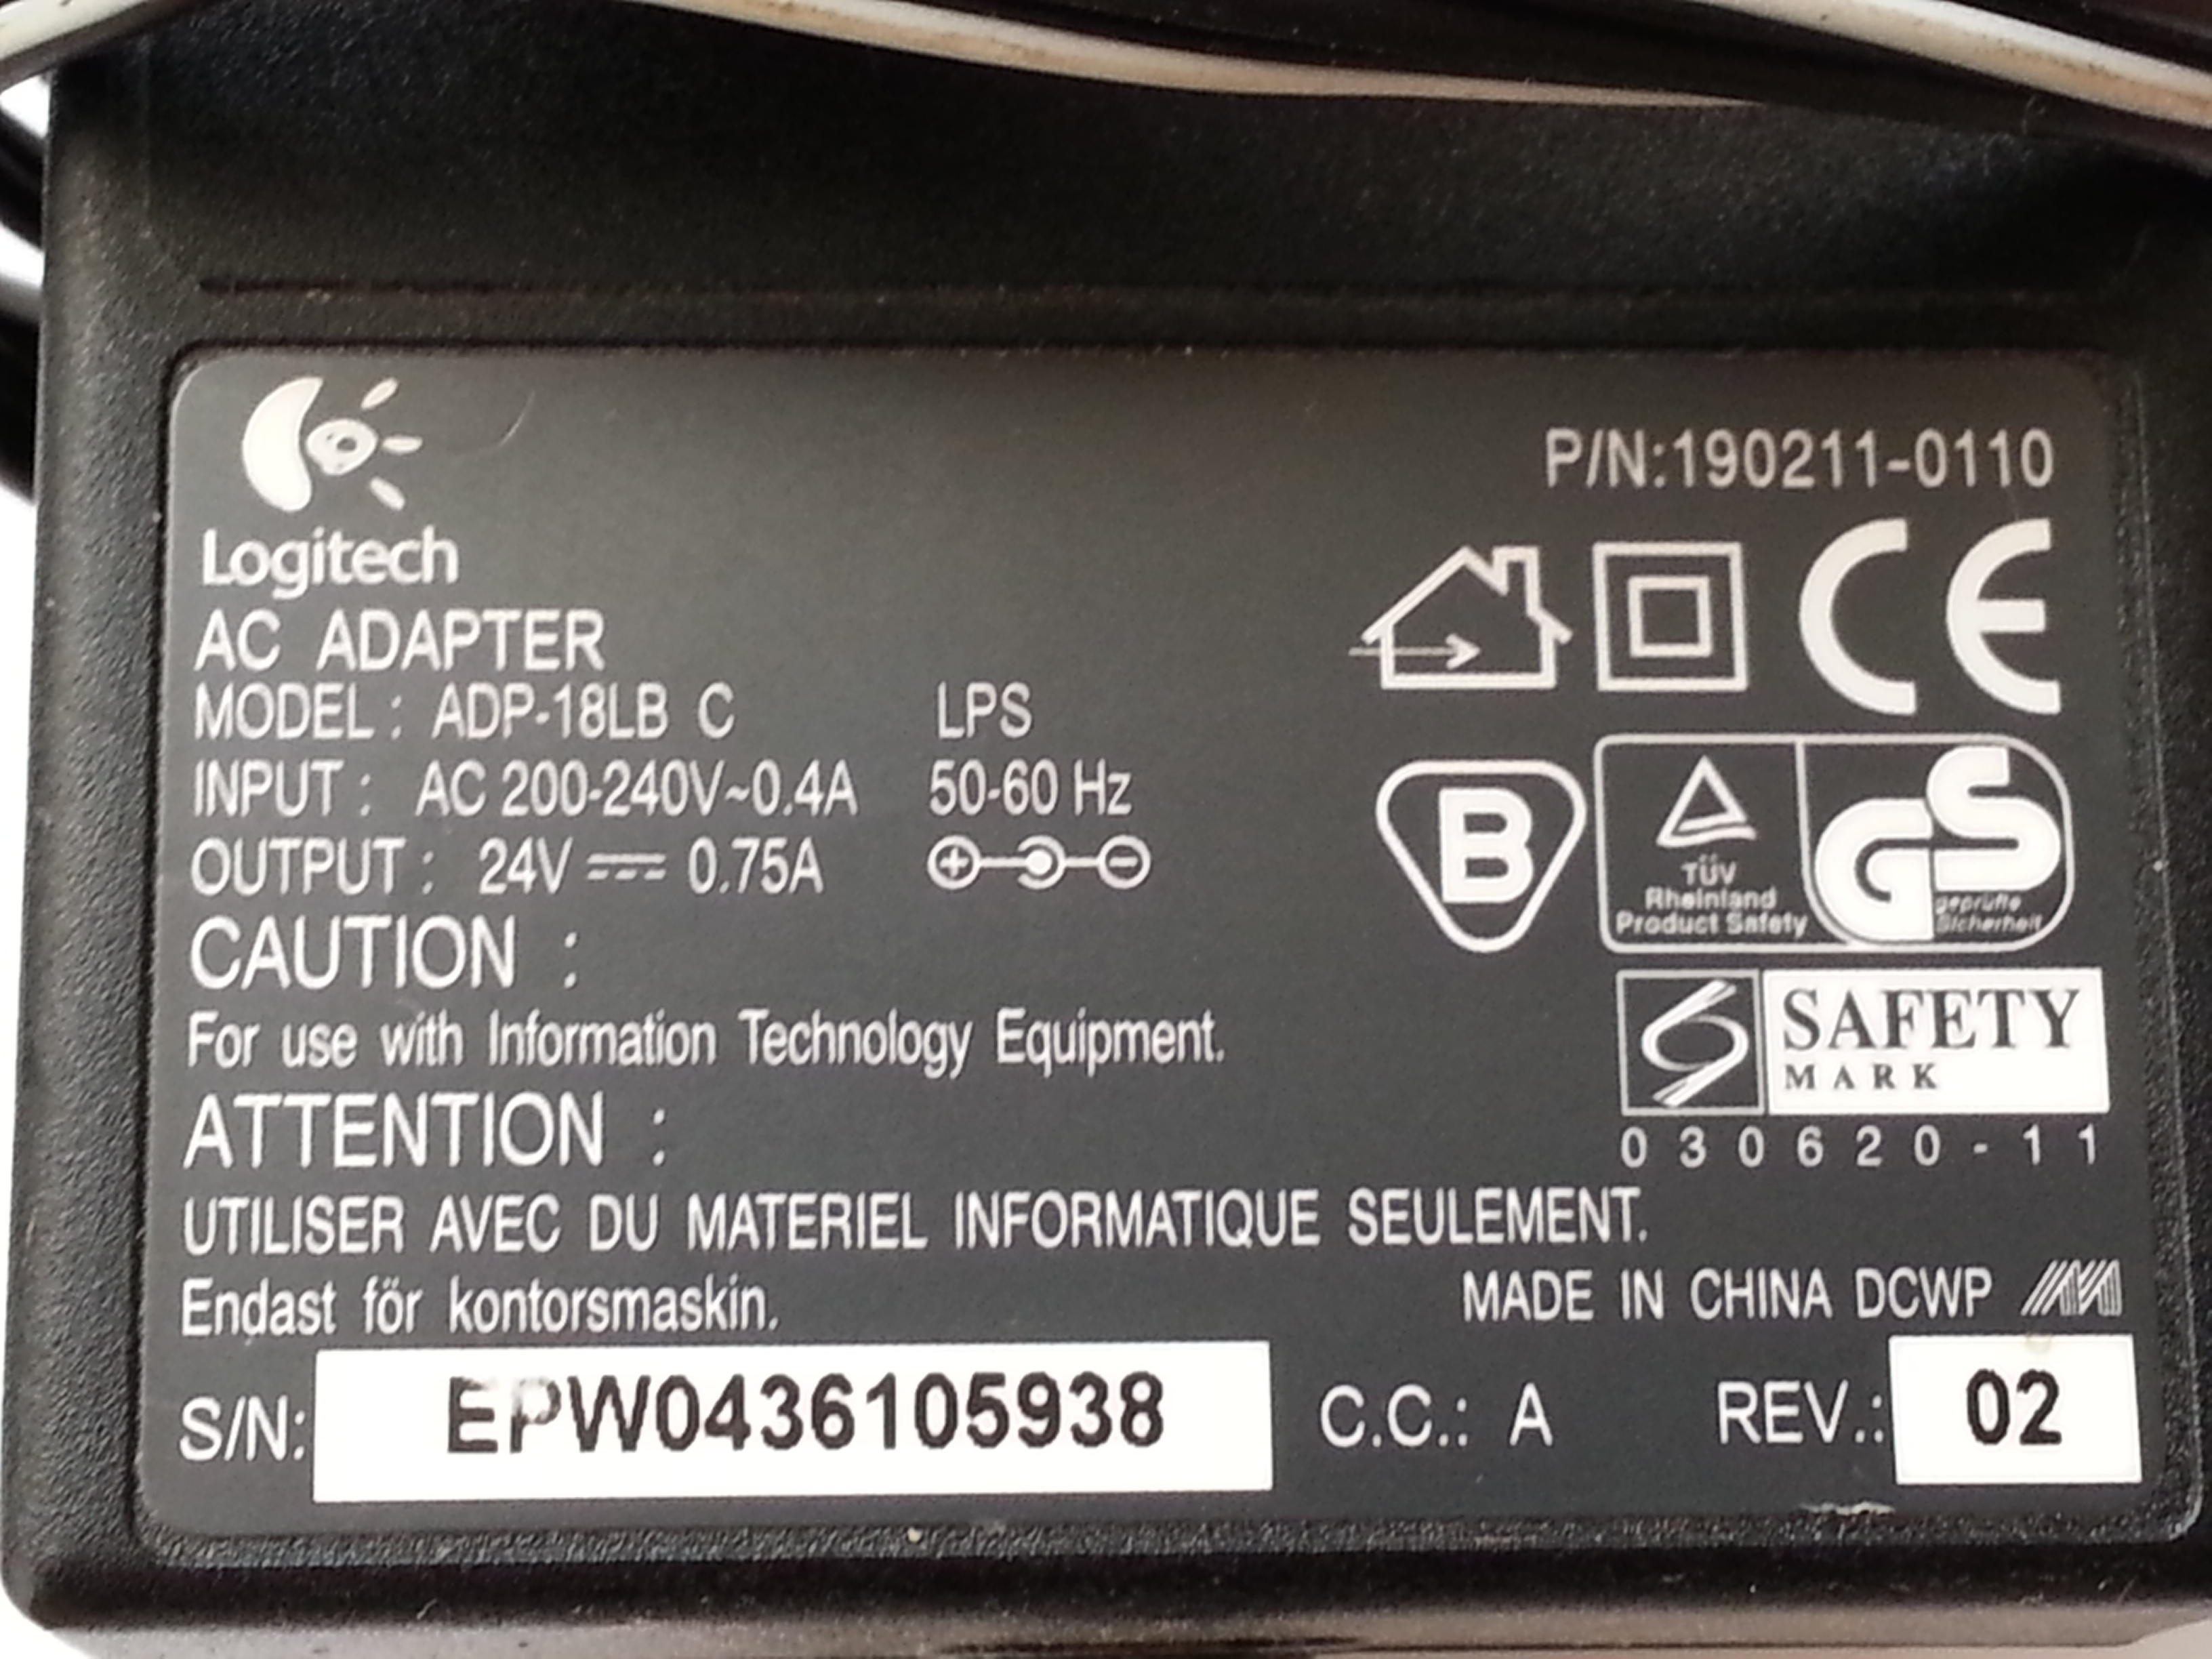 Logitech
P/N:190211-0110
AC ADAPTER
MODEL : ADP-18LB C LPS
INPUT : AC 200-240V~0.4A 50-60 Hz
OUTPUT : 24V 0.75A
CE
B
TÜV
Rheinland
Product Safety
GS
geprüfte
Sicherheit
CAUTION :
For use with Information Technology Equipment.
SAFETY
MARK
030620-11
ATTENTION :
UTILISER AVEC DU MATERIEL INFORMATIQUE SEULEMENT.
Endast för kontorsmaskin.
MADE IN CHINA DCWP
S/N: EPW0436105938 C.C.: A REV.: 02